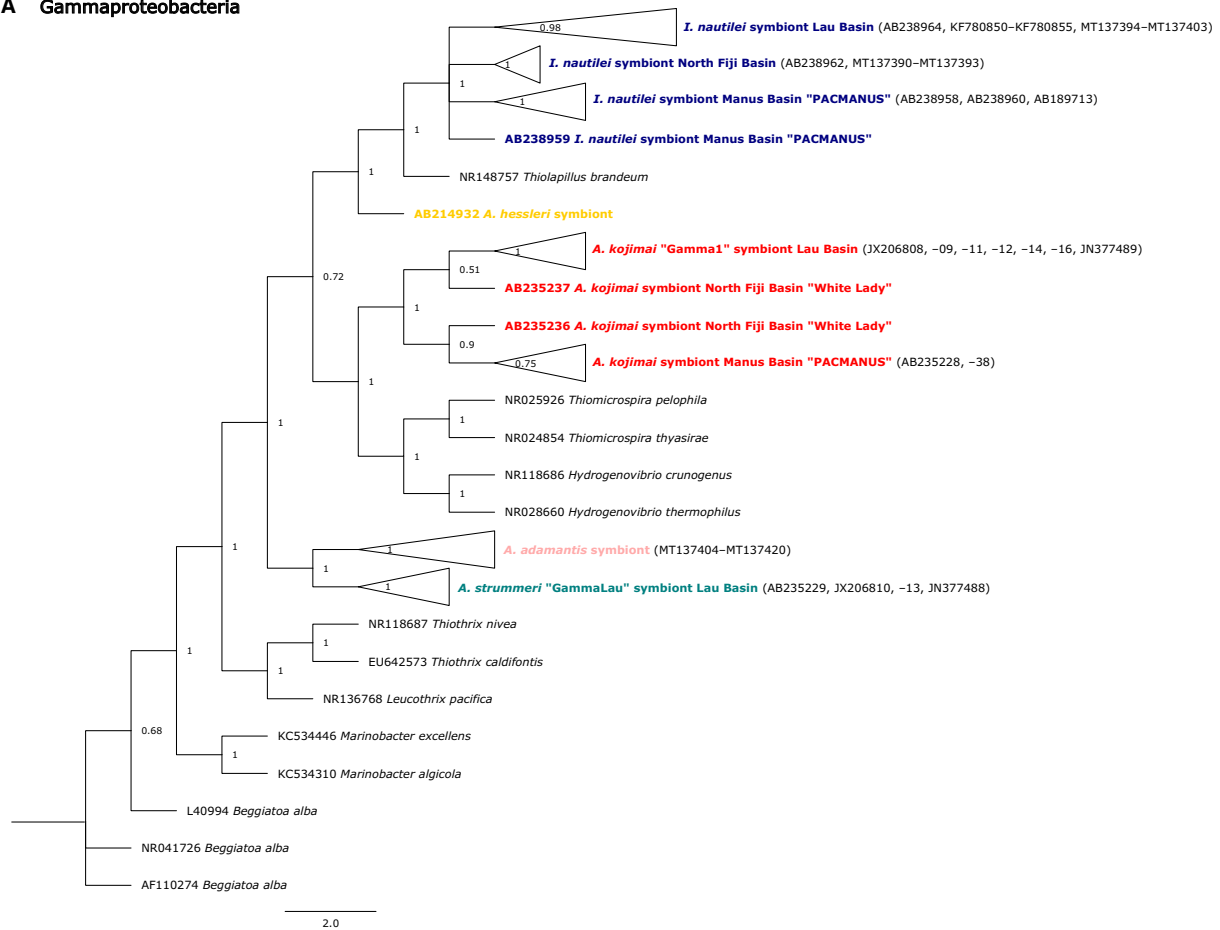 A Gammaproteobacteria
0.98
I. nautilei symbiont Lau Basin (AB238964, KF780850–KF780855, MT137394–MT137403)
1
I. nautilei symbiont North Fiji Basin (AB238962, MT137390–MT137393)
1
1
I. nautilei symbiont Manus Basin "PACMANUS" (AB238958, AB238960, AB189713)
1
AB238959 I. nautilei symbiont Manus Basin "PACMANUS"
1
NR148757 Thiolapillus brandeum
AB214932 A. hessleri symbiont
1
A. kojimai "Gamma1" symbiont Lau Basin (JX206808, –09, –11, –12, –14, –16, JN377489)
0.51
0.72
AB235237 A. kojimai symbiont North Fiji Basin "White Lady"
1
AB235236 A. kojimai symbiont North Fiji Basin "White Lady"
0.9
0.75
A. kojimai symbiont Manus Basin "PACMANUS" (AB235228, –38)
1
NR025926 Thiomicrospira pelophila
1
1
NR024854 Thiomicrospira thyasirae
1
NR118686 Hydrogenovibrio crunogenus
1
NR028660 Hydrogenovibrio thermophilus
1
1
A. adamantis symbiont (MT137404–MT137420)
1
1
A. strummeri "GammaLau" symbiont Lau Basin (AB235229, JX206810, –13, JN377488)
NR118687 Thiothrix nivea
1
1
EU642573 Thiothrix caldifontis
1
NR136768 Leucothrix pacifica
0.68
KC534446 Marinobacter excellens
1
KC534310 Marinobacter algicola
L40994 Beggiatoa alba
NR041726 Beggiatoa alba
AF110274 Beggiatoa alba
2.0